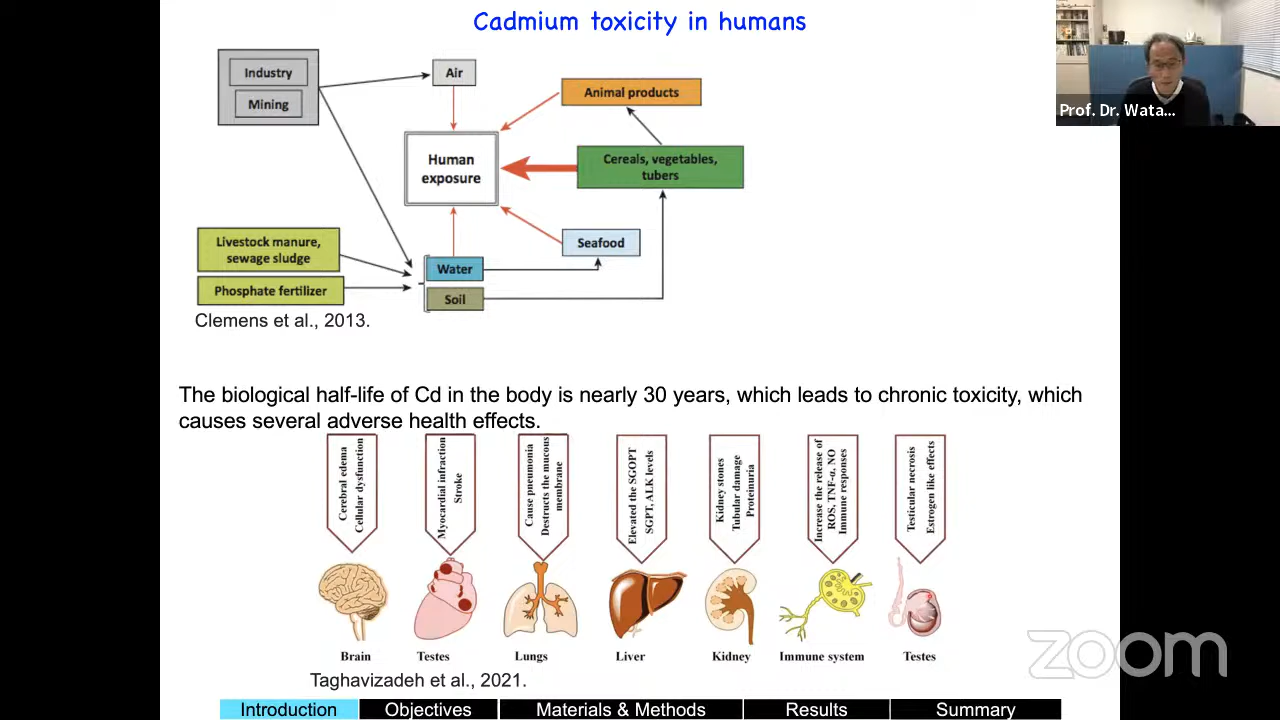 Cadmium toxicity in humans
Prof. Dr. Wata...
Industry
Mining
Air
Animal products
Human
exposure
Cereals, vegetables,
tubers
Livestock manure,
sewage sludge
Phosphate fertilizer
Water
Soil
Seafood
Clemens et al., 2013.
The biological half-life of Cd in the body is nearly 30 years, which leads to chronic toxicity, which
causes several adverse health effects.
Cerebral edema
Cellular dysfunction
Myocardial infraction
Stroke
Cause pneumonia
Destructs the mucous
membrane
Elevated the SGOPT
SGPT, ALK levels
Kidney stones
Tubular damage
Proteinuria
Increase the release of
ROS, TNF-α, NO
Immune responses
Testicular necrosis
Estrogen like effects
Brain
Testes
Lungs
Liver
Kidney
Immune system
Testes
Taghavizadeh et al., 2021.
zoom
Introduction
Objectives
Materials & Methods
Results
Summary